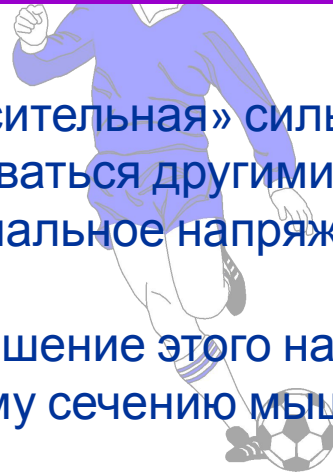 сительная» силь
ваться другими
нальное напряж
шение этого на
му сечению мыш